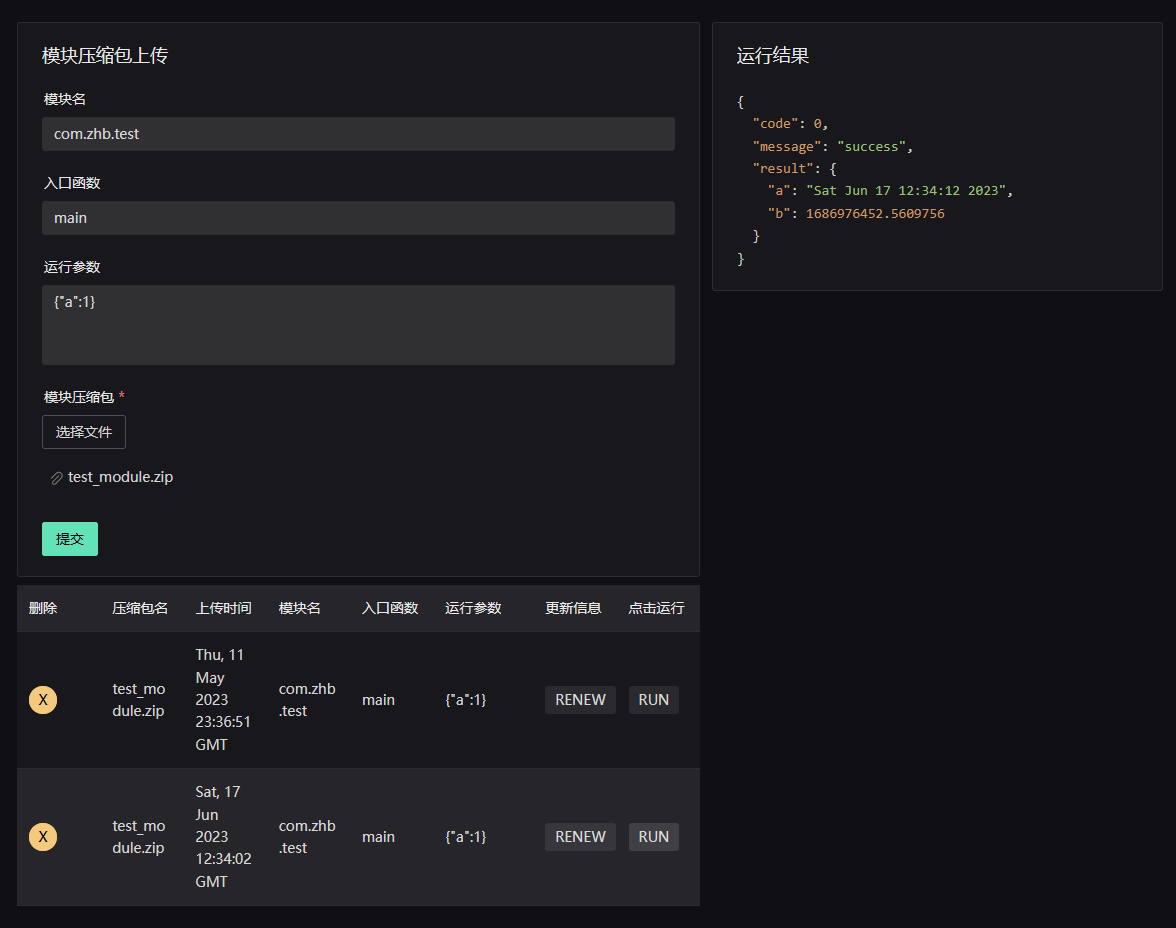 模块压缩包上传
模块名
com.zhb.test
入口函数
main
运行参数
{"a":1}
模块压缩包 *
选择文件
test_module.zip
提交
删除 压缩包名 上传时间 模块名 入口函数 运行参数 更新信息 点击运行
X
test_mo
dule.zip
Thu, 11
May
2023
23:36:51
GMT
com.zhb
.test
main
{"a":1}
RENEW
RUN
X
test_mo
dule.zip
Sat, 17
Jun
2023
12:34:02
GMT
com.zhb
.test
main
{"a":1}
RENEW
RUN
运行结果
{
"code": 0,
"message": "success",
"result": {
"a": "Sat Jun 17 12:34:12 2023",
"b": 1686976452.5609756
}
}